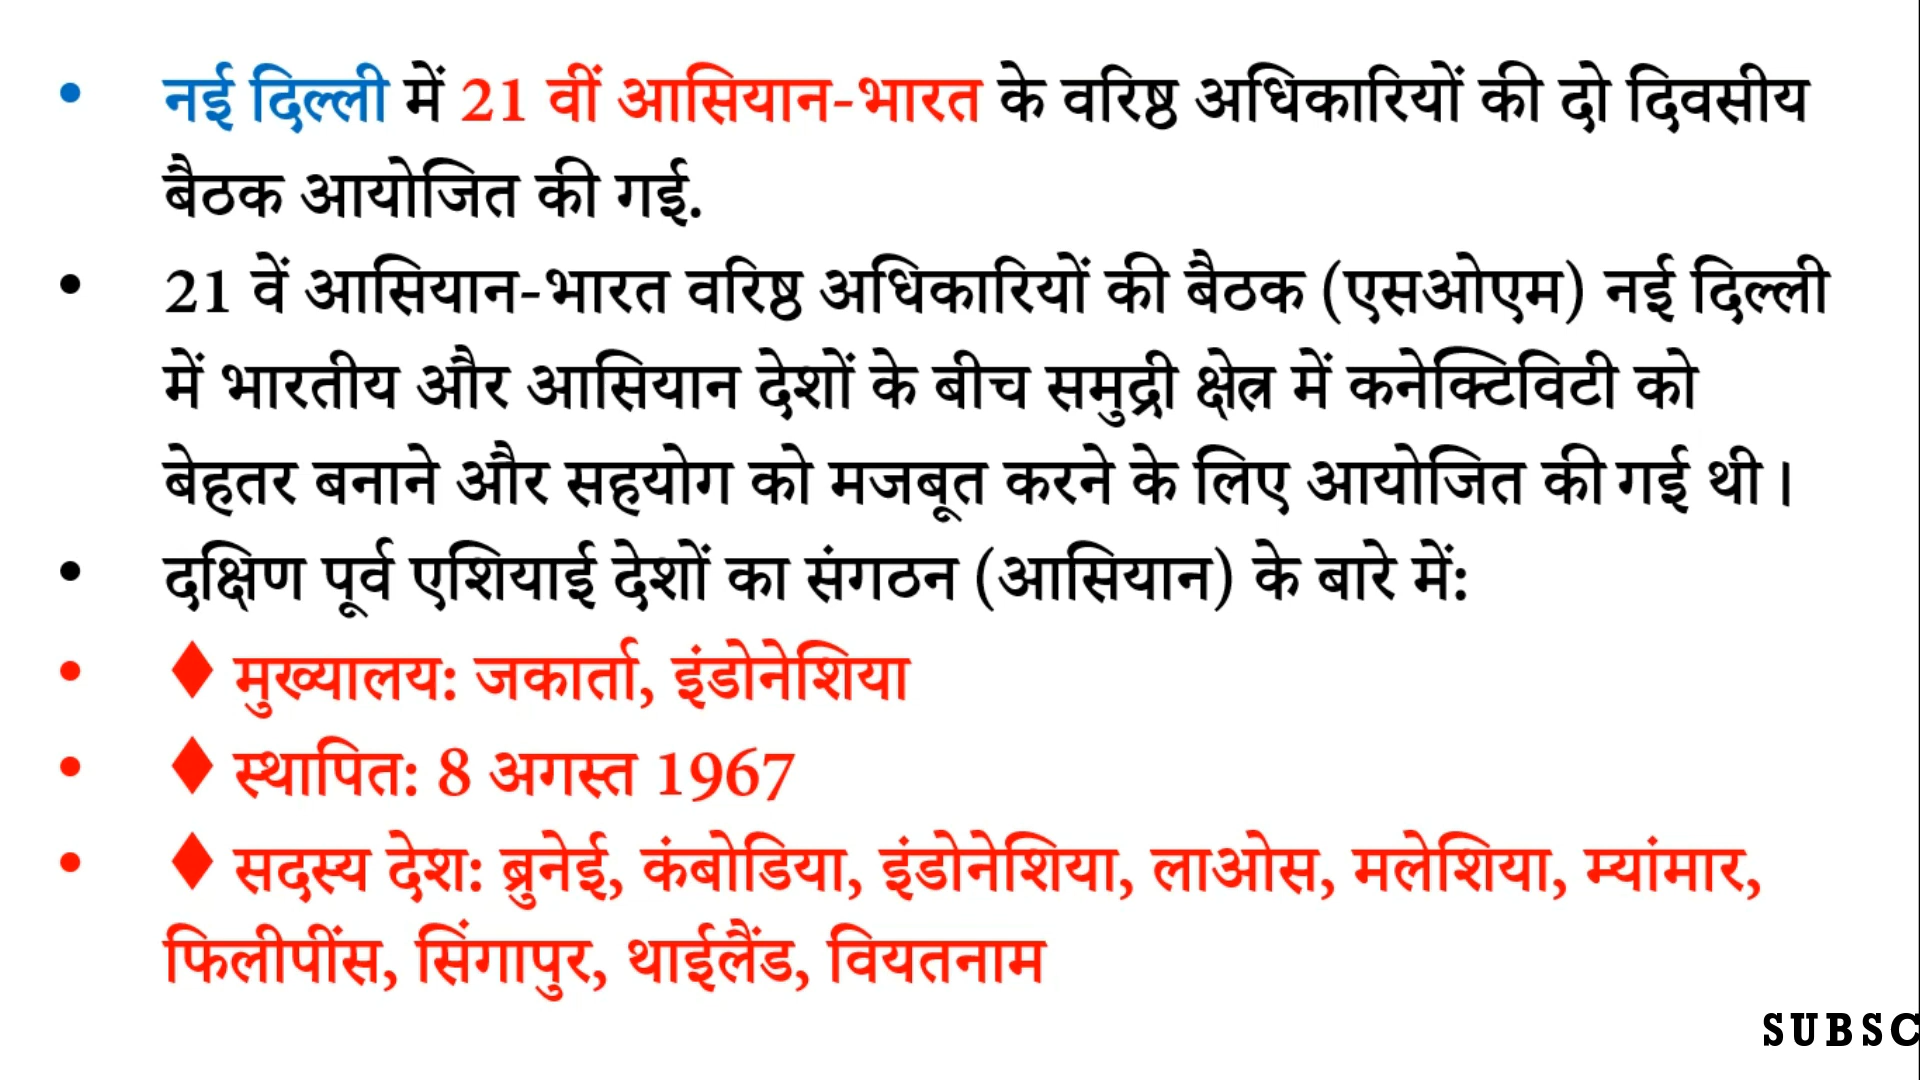 • नई दिल्ली में 21 वीं आसियान-भारत के वरिष्ठ अधिकारियों की दो दिवसीय
बैठक आयोजित की गई.
• 21 वें आसियान-भारत वरिष्ठ अधिकारियों की बैठक (एसओएम) नई दिल्ली
में भारतीय और आसियान देशों के बीच समुद्री क्षेत्र में कनेक्टिविटी को
बेहतर बनाने और सहयोग को मजबूत करने के लिए आयोजित की गई थी।
• दक्षिण पूर्व एशियाई देशों का संगठन (आसियान) के बारे में:
• ♦ मुख्यालय: जकार्ता, इंडोनेशिया
• ♦ स्थापित: 8 अगस्त 1967
• ♦ सदस्य देश: ब्रुनेई, कंबोडिया, इंडोनेशिया, लाओस, मलेशिया, म्यांमार,
फिलीपींस, सिंगापुर, थाईलैंड, वियतनाम
SUBSC